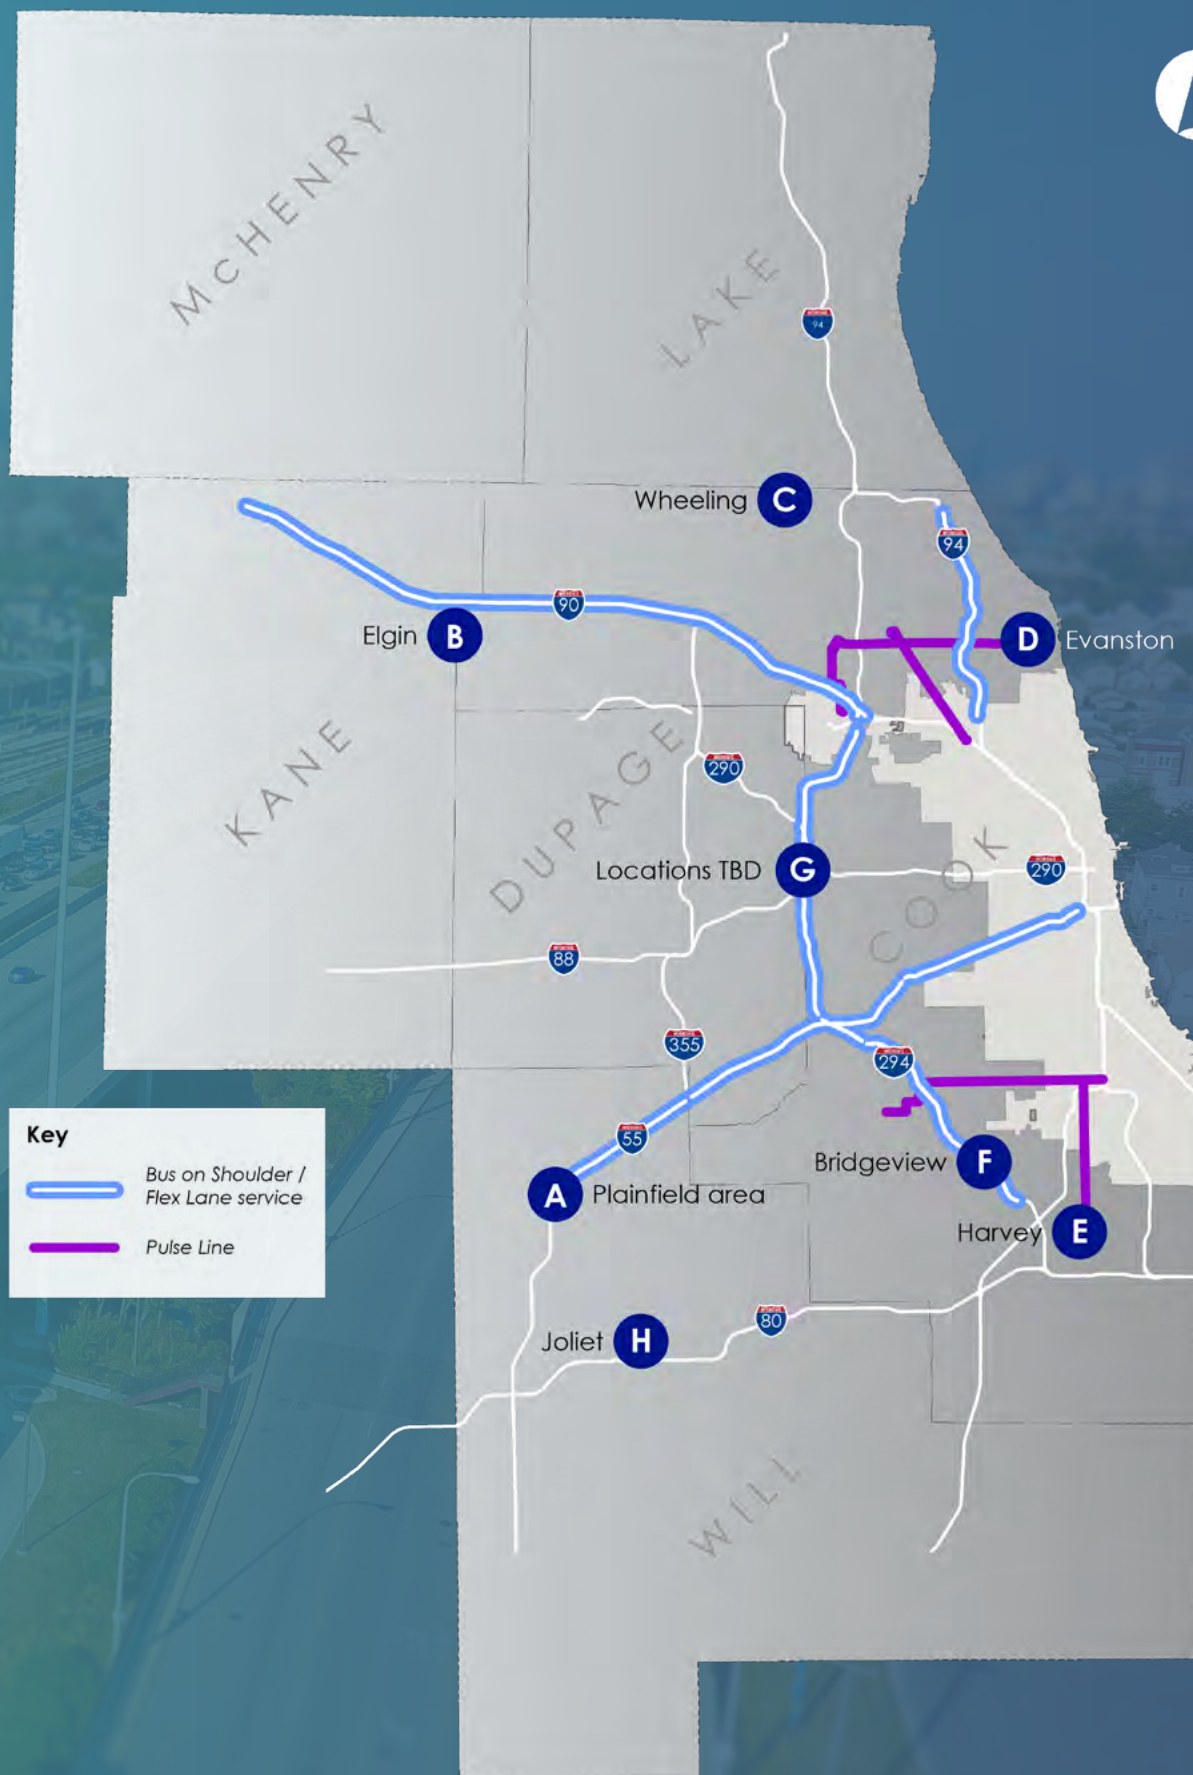 MCHENRY
LAKE
94
Wheeling C
94
90
Elgin B
D Evanston
KANE
DUPAGE
290
Locations TBD G
COOK
290
88
355
294
Key
Bus on Shoulder /
Flex Lane service
Pulse Line
55
Bridgeview F
A Plainfield area
Harvey E
80
Joliet H
WILL